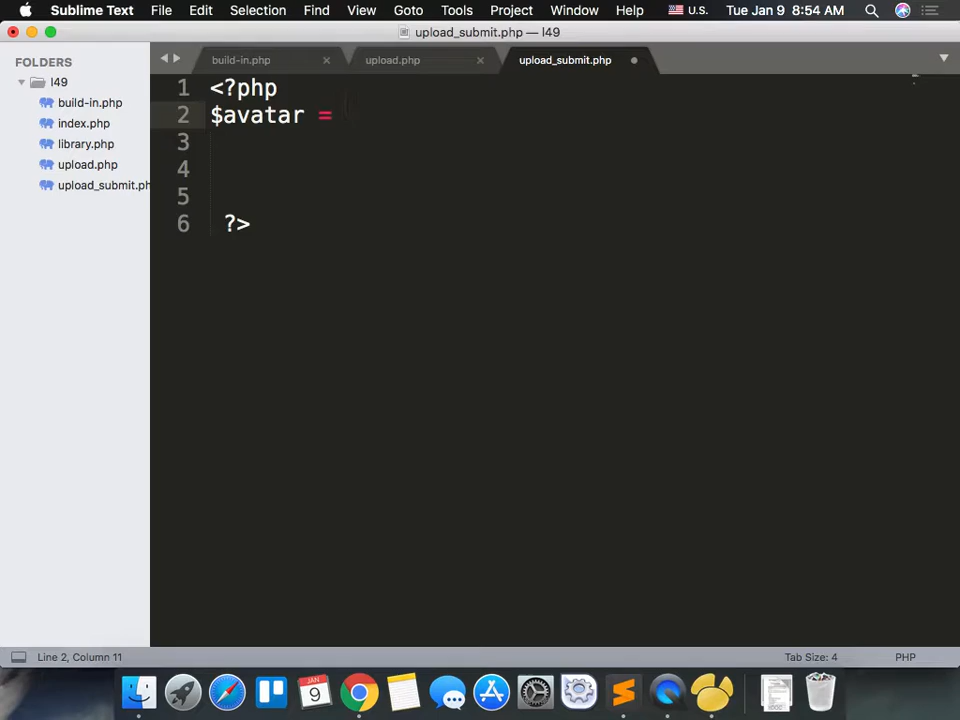 Sublime Text File Edit Selection Find View Goto Tools Project Window Help U.S. Tue Jan 9 8:54 AM
upload_submit.php — l49
FOLDERS
l49
build-in.php
index.php
library.php
upload.php
upload_submit.ph
build-in.php upload.php upload_submit.php
1 <?php
2 $avatar =
3
4
5
6 ?>
Line 2, Column 11 Tab Size: 4 PHP
JAN
9